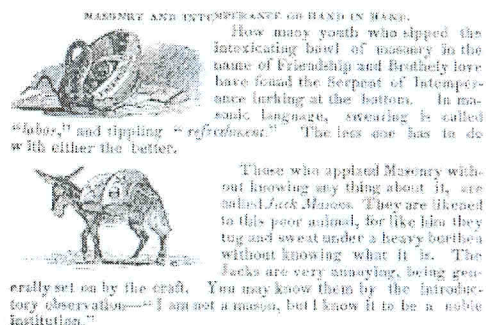 MASONRY AND INTEMPERANCE GO HAND IN HAND.
How many youth who sipped the
intoxicating bowl of masonry in the
name of Friendship and Brothely love
have found the Serpent of Intemper-
ance lurking at the bottom. In ma-
sonic language, swearing is called
"labor," and tippling "refreshment." The less one has to do
with either the better.
Those who applaud Masonry with-
out knowing any thing about it, are
called Jack Masons. They are likened
to this poor animal, for like him they
tug and sweat under a heavy burthen
without knowing what it is. The
Jacks are very annoying, being gen-
erally set on by the craft. You may know them by the introduc-
tory observation—"I am not a mason, but I know it to be a noble
institution."